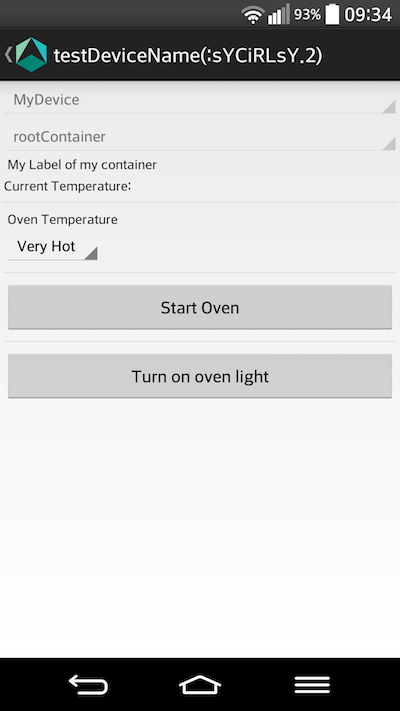 93% 09:34
testDeviceName(:sYCiRLsY.2)
MyDevice
rootContainer
My Label of my container
Current Temperature:
Oven Temperature
Very Hot
Start Oven
Turn on oven light